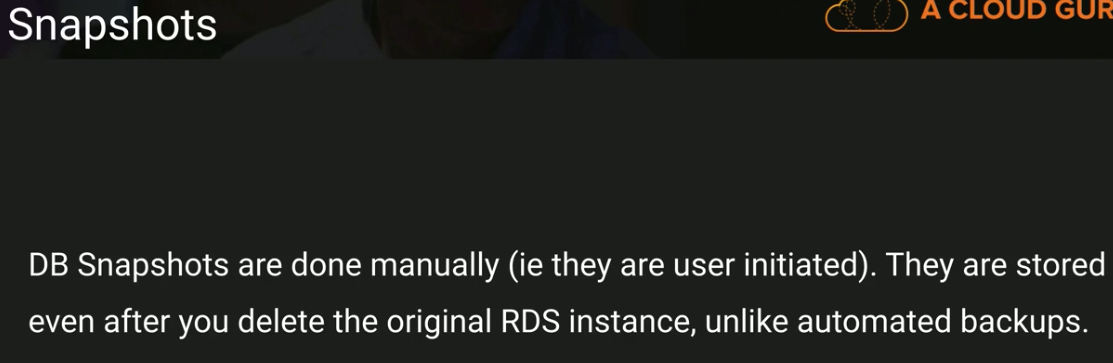 Snapshots
A CLOUD GUR
DB Snapshots are done manually (ie they are user initiated). They are stored
even after you delete the original RDS instance, unlike automated backups.